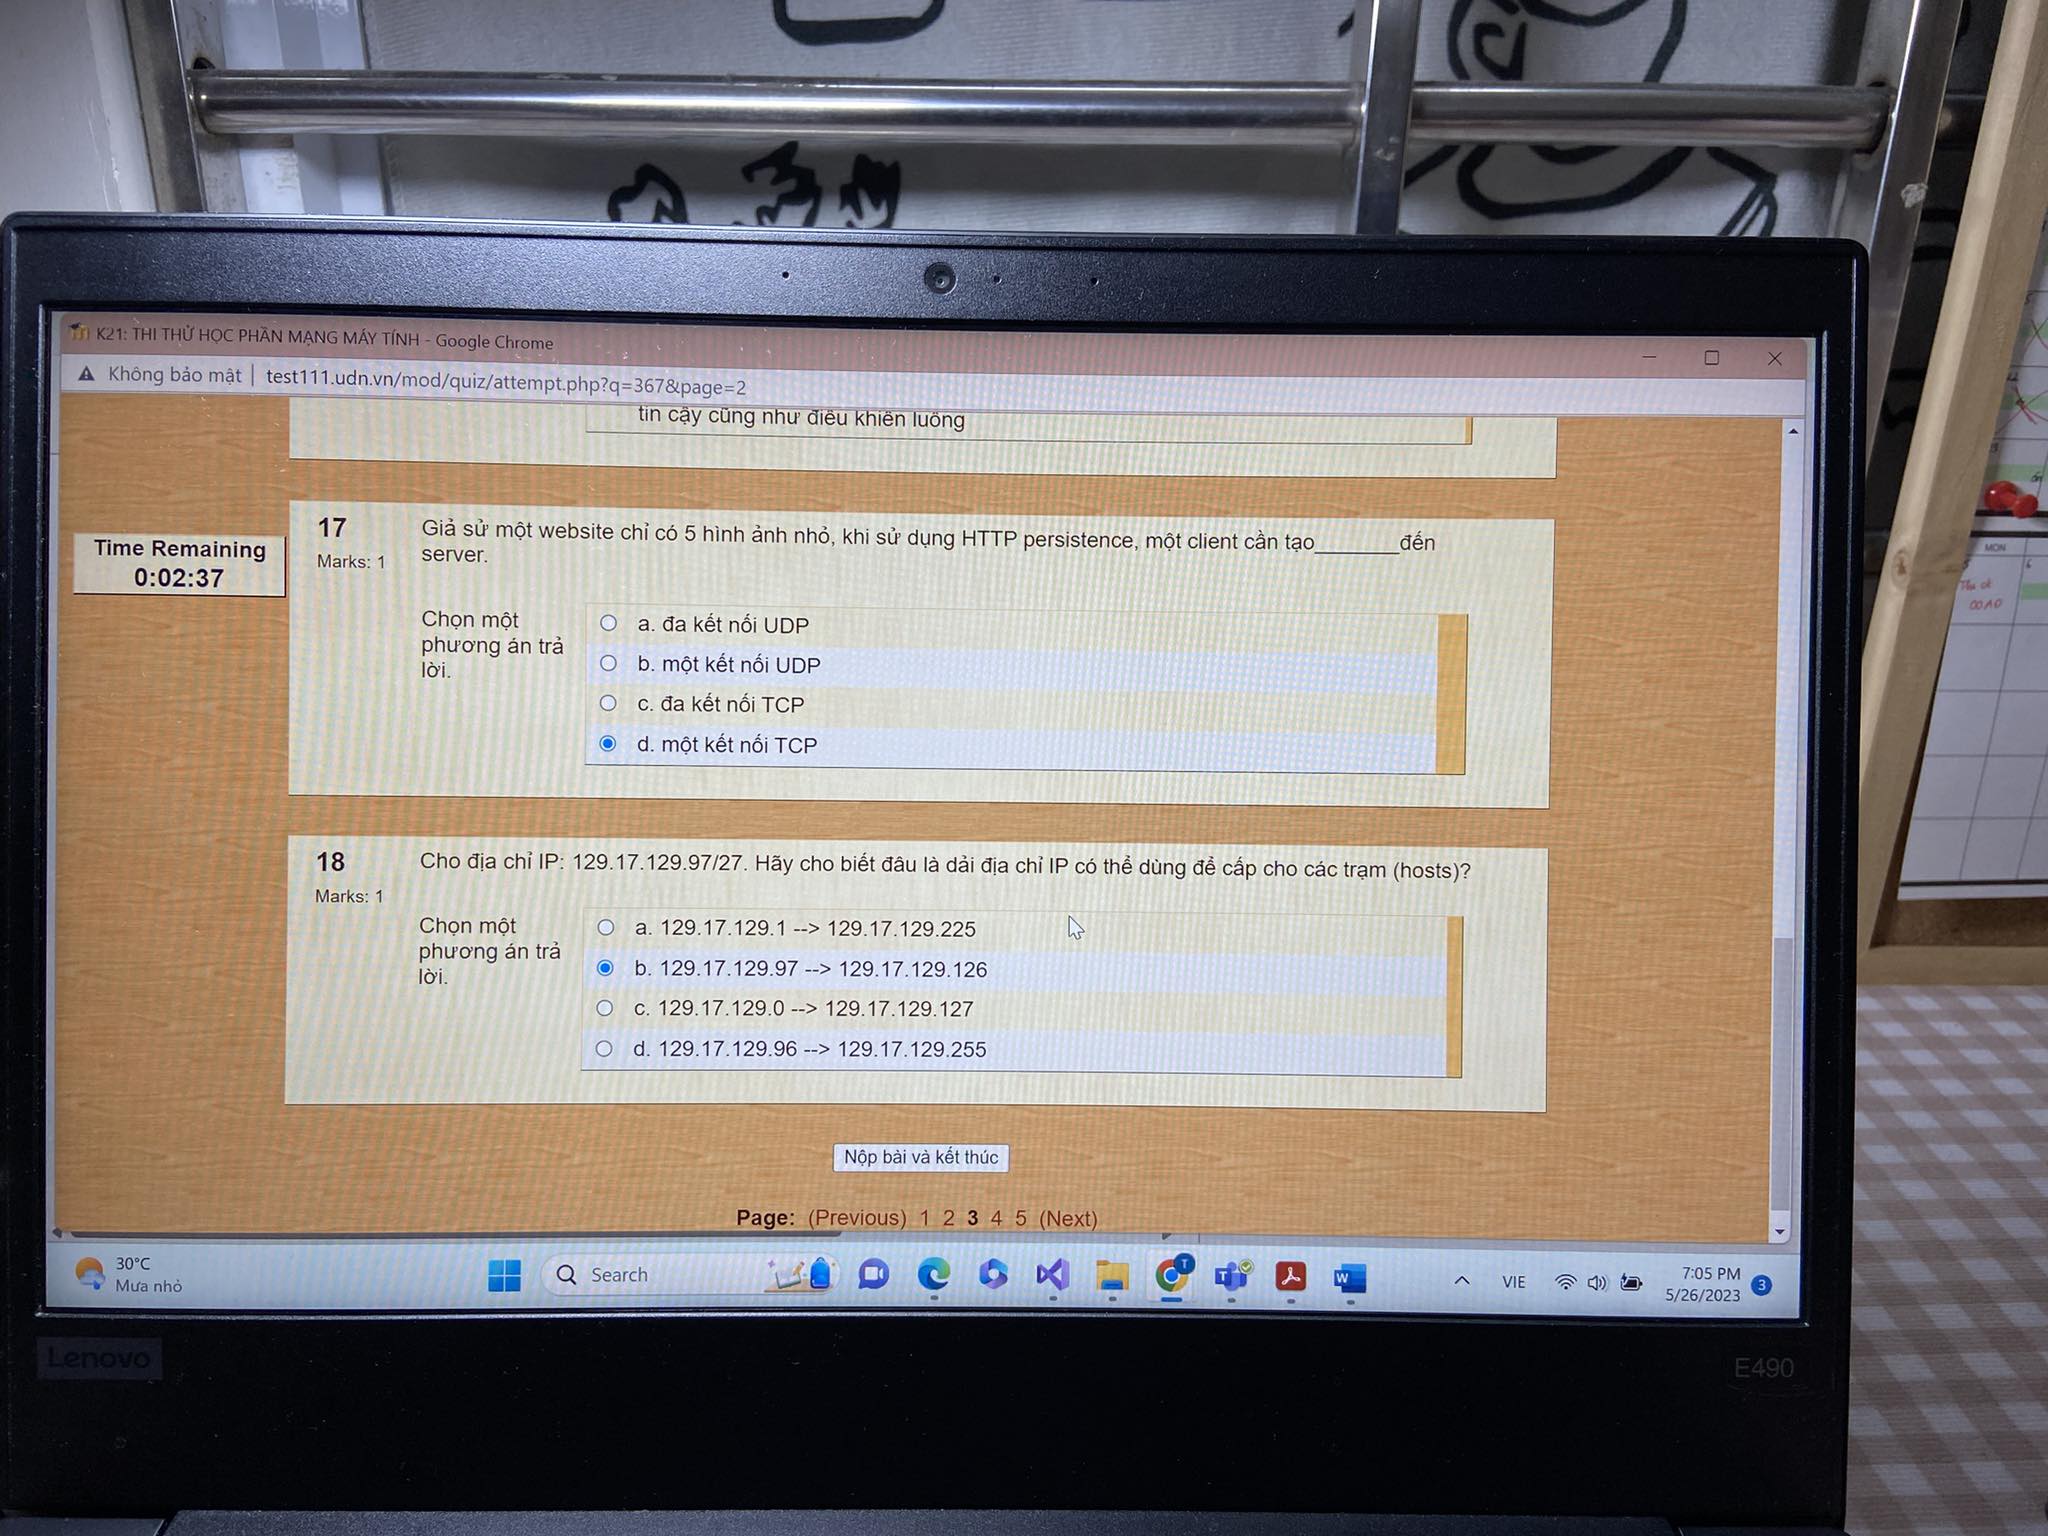 K21: THI THỬ HỌC PHẦN MẠNG MÁY TÍNH - Google Chrome
Không bảo mật | test111.udn.vn/mod/quiz/attempt.php?q=367&page=2
tin cậy cũng như điều khiển luồng
Time Remaining
0:02:37
17
Marks: 1
Giả sử một website chỉ có 5 hình ảnh nhỏ, khi sử dụng HTTP persistence, một client cần tạo________đến
server.
Chọn một
phương án trả
lời.
a. đa kết nối UDP
b. một kết nối UDP
c. đa kết nối TCP
d. một kết nối TCP
18
Marks: 1
Cho địa chỉ IP: 129.17.129.97/27. Hãy cho biết đâu là dải địa chỉ IP có thể dùng để cấp cho các trạm (hosts)?
Chọn một
phương án trả
lời.
a. 129.17.129.1 --> 129.17.129.225
b. 129.17.129.97 --> 129.17.129.126
c. 129.17.129.0 --> 129.17.129.127
d. 129.17.129.96 --> 129.17.129.255
Nộp bài và kết thúc
Page: (Previous) 1 2 3 4 5 (Next)
30°C
Mưa nhỏ
Search
VIE
7:05 PM
5/26/2023
3
Lenovo
E490
MON